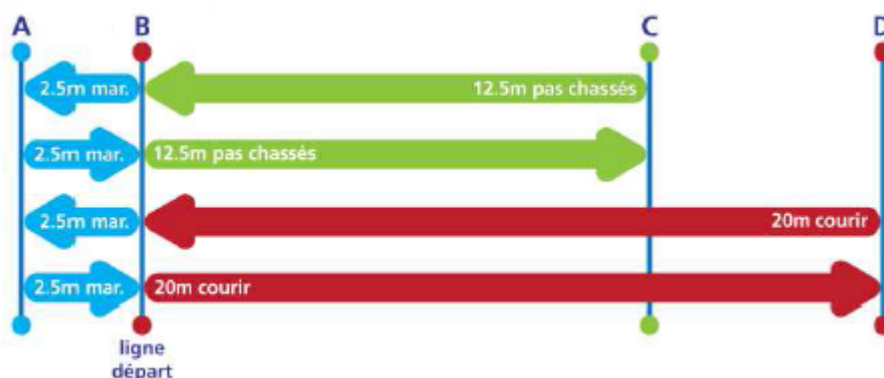 A B C D
2.5m mar. 12.5m pas chassés
2.5m mar. 12.5m pas chassés
2.5m mar. 20m courir
2.5m mar. 20m courir
ligne
départ